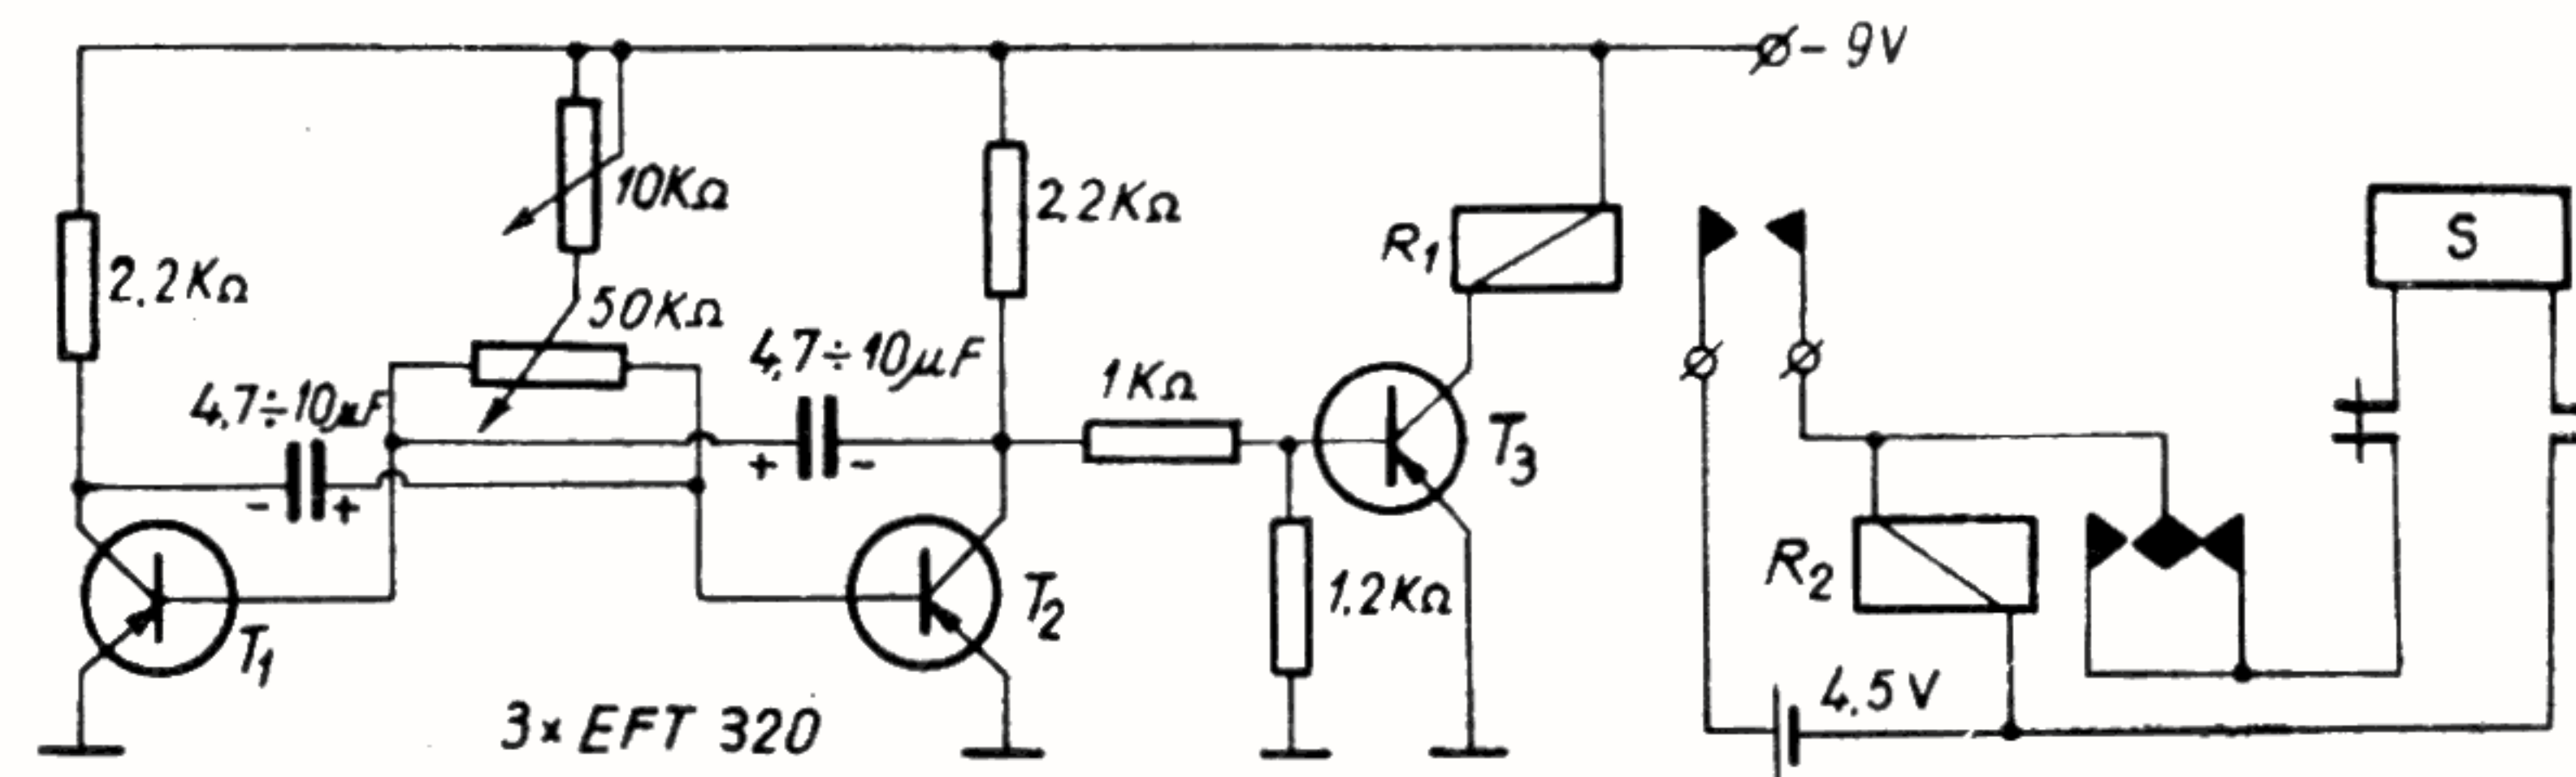 - 9V
10KΩ
2,2KΩ
R1
S
2.2KΩ
50KΩ
4,7÷10μF
4,7÷10μF
1KΩ
+ -
- +
T3
T1
T2
1.2KΩ
R2
4.5V
3× EFT 320